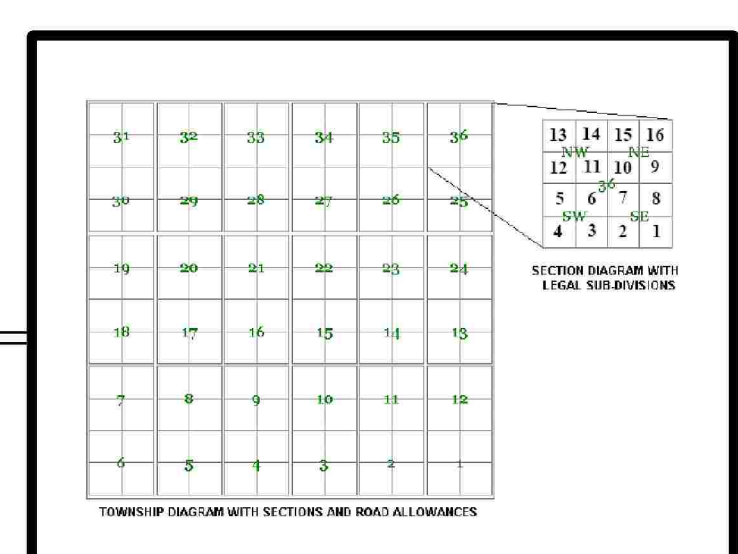 31 32 33 34 35 36
30 29 28 27 26 25
19 20 21 22 23 24
18 17 16 15 14 13
7 8 9 10 11 12
6 5 4 3 2 1
TOWNSHIP DIAGRAM WITH SECTIONS AND ROAD ALLOWANCES
13 14 15 16
NW NE
12 11 10 9
36
5 6 7 8
SW SE
4 3 2 1
SECTION DIAGRAM WITH
LEGAL SUB-DIVISIONS